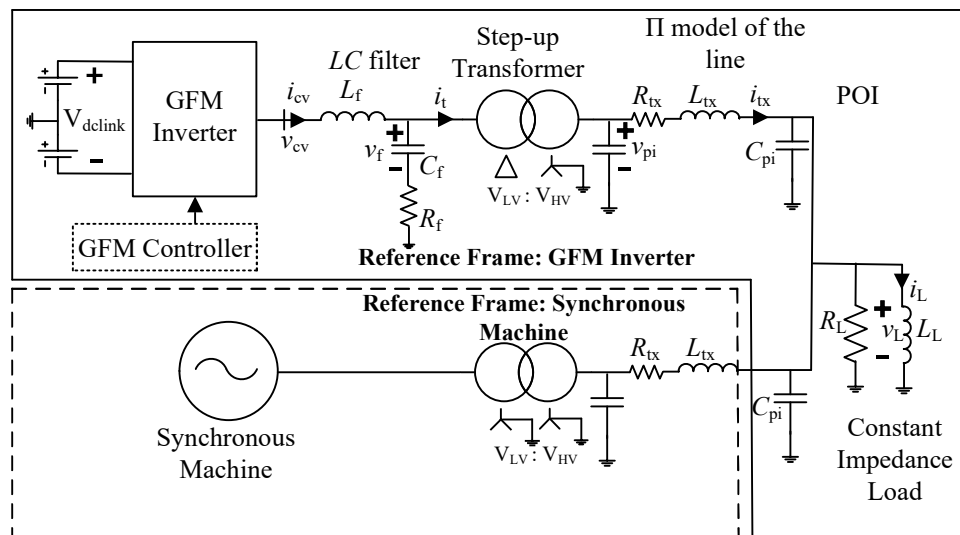 GFM
Inverter
V_dclink
+
−
GFM Controller
i_cv
v_cv
LC filter
L_f
i_t
+
v_f
−
C_f
R_f
Step-up
Transformer
V_LV : V_HV
Π model of the
line
R_tx
L_tx
i_tx
+
v_pi
−
C_pi
POI
Reference Frame: GFM Inverter
Reference Frame: Synchronous
Machine
R_tx
L_tx
V_LV : V_HV
C_pi
Synchronous
Machine
R_L
+
v_L
−
i_L
L_L
Constant
Impedance
Load